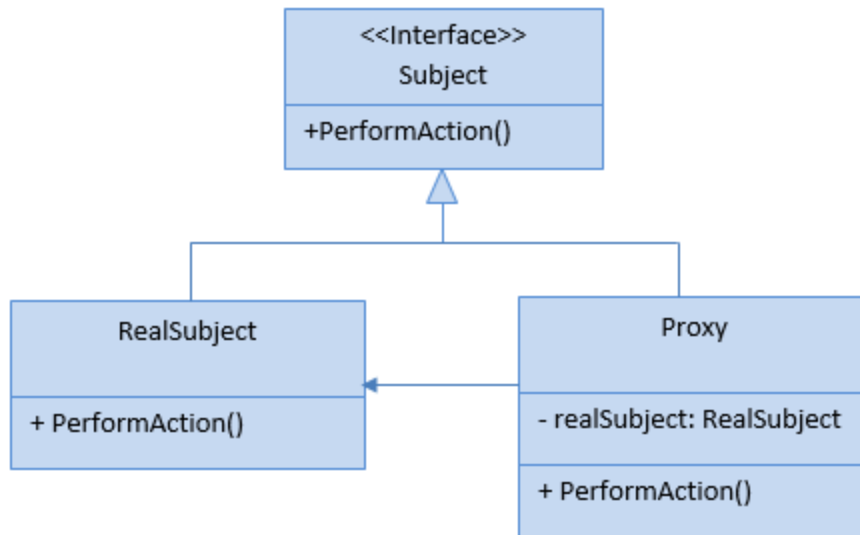 <<Interface>>
Subject
+PerformAction()
RealSubject
+ PerformAction()
Proxy
- realSubject: RealSubject
+ PerformAction()